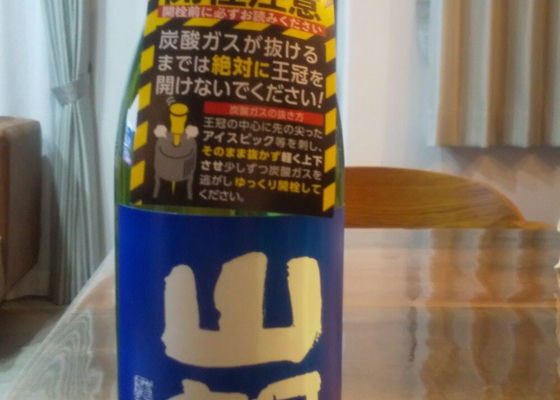 開栓注意
開栓前に必ずお読みください
炭酸ガスが抜ける
までは絶対に王冠を
開けないでください!
炭酸ガスの抜き方
王冠の中心に先の尖った
アイスピック等を刺し、
そのまま抜かず軽く上下
させ少しずつ炭酸ガスを
逃がしゆっくり開栓して
ください。
山